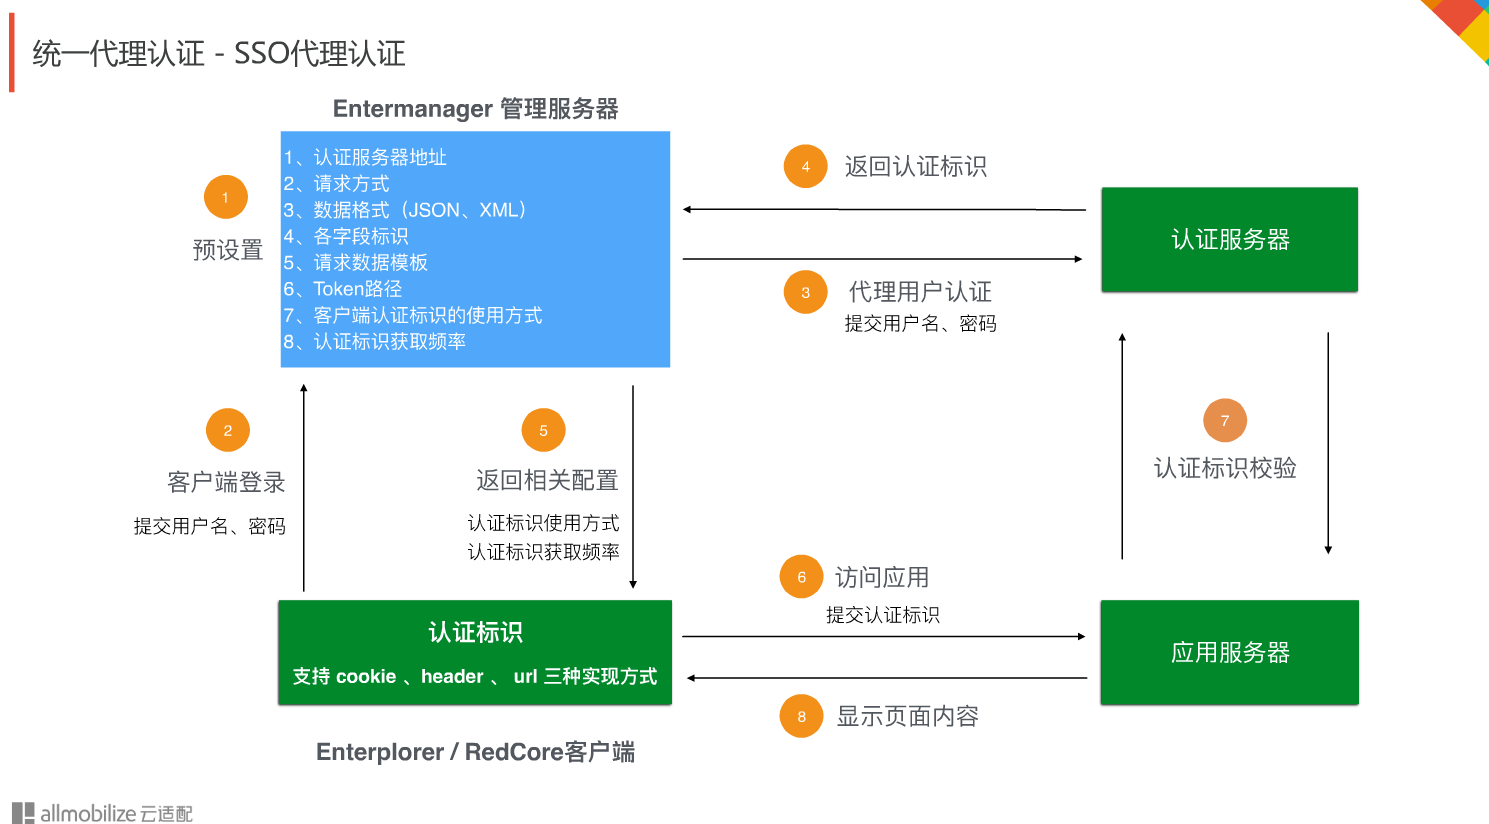 统一代理认证 - SSO代理认证
Entermanager 管理服务器
1、认证服务器地址
2、请求方式
3、数据格式（JSON、XML）
4、各字段标识
5、请求数据模板
6、Token路径
7、客户端认证标识的使用方式
8、认证标识获取频率
1
预设置
4
返回认证标识
3
代理用户认证
提交用户名、密码
认证服务器
2
客户端登录
提交用户名、密码
5
返回相关配置
认证标识使用方式
认证标识获取频率
7
认证标识校验
6
访问应用
提交认证标识
认证标识
支持 cookie 、header 、 url 三种实现方式
应用服务器
8
显示页面内容
Enterplorer / RedCore客户端
allmobilize 云适配